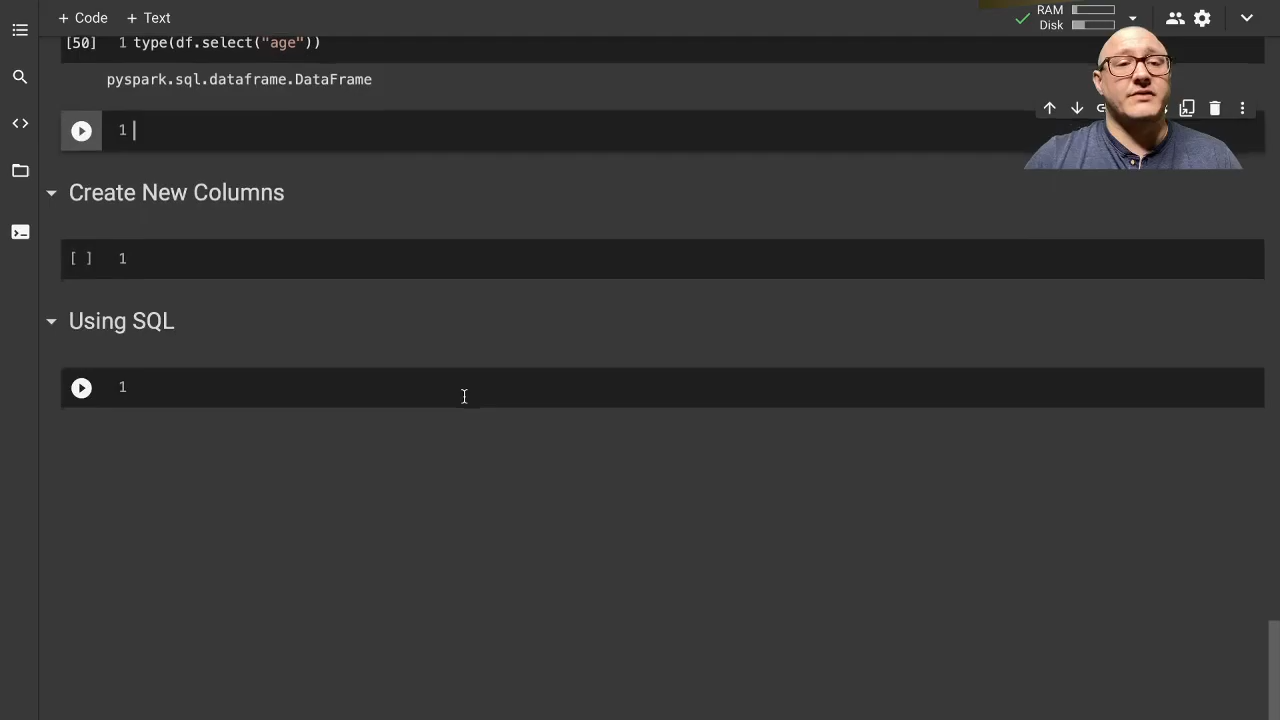 + Code + Text
RAM
Disk
[50] 1 type(df.select("age"))
pyspark.sql.dataframe.DataFrame
1
Create New Columns
[ ] 1
Using SQL
1